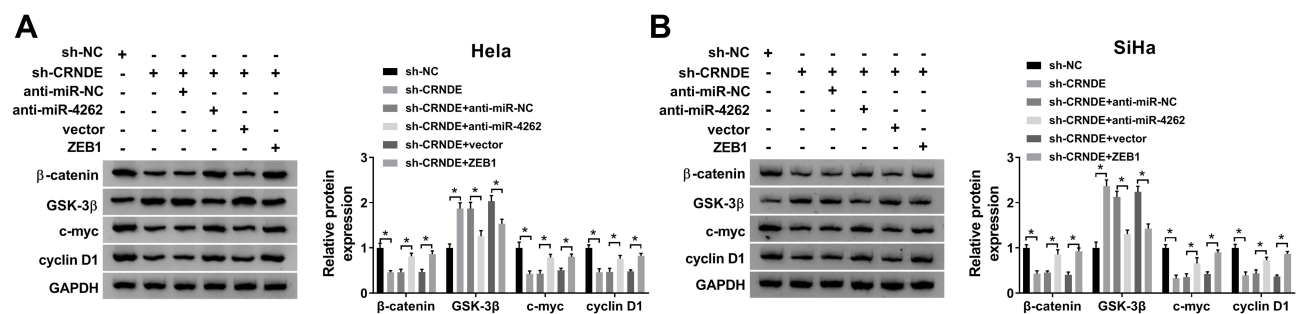 A
sh-NC + - - - - -
sh-CRNDE - + + + + +
anti-miR-NC - - + - - -
anti-miR-4262 - - - + - -
vector - - - - + -
ZEB1 - - - - - +
β-catenin
GSK-3β
c-myc
cyclin D1
GAPDH
Hela
sh-NC
sh-CRNDE
sh-CRNDE+anti-miR-NC
sh-CRNDE+anti-miR-4262
sh-CRNDE+vector
sh-CRNDE+ZEB1
Relative protein
expression
3
2
1
0
* * * * * * * * * * * *
β-catenin GSK-3β c-myc cyclin D1
B
sh-NC + - - - - -
sh-CRNDE - + + + + +
anti-miR-NC - - + - - -
anti-miR-4262 - - - + - -
vector - - - - + -
ZEB1 - - - - - +
β-catenin
GSK-3β
c-myc
cyclin D1
GAPDH
SiHa
sh-NC
sh-CRNDE
sh-CRNDE+anti-miR-NC
sh-CRNDE+anti-miR-4262
sh-CRNDE+vector
sh-CRNDE+ZEB1
Relative protein
expression
3
2
1
0
* * * * * * * * * * * *
β-catenin GSK-3β c-myc cyclin D1